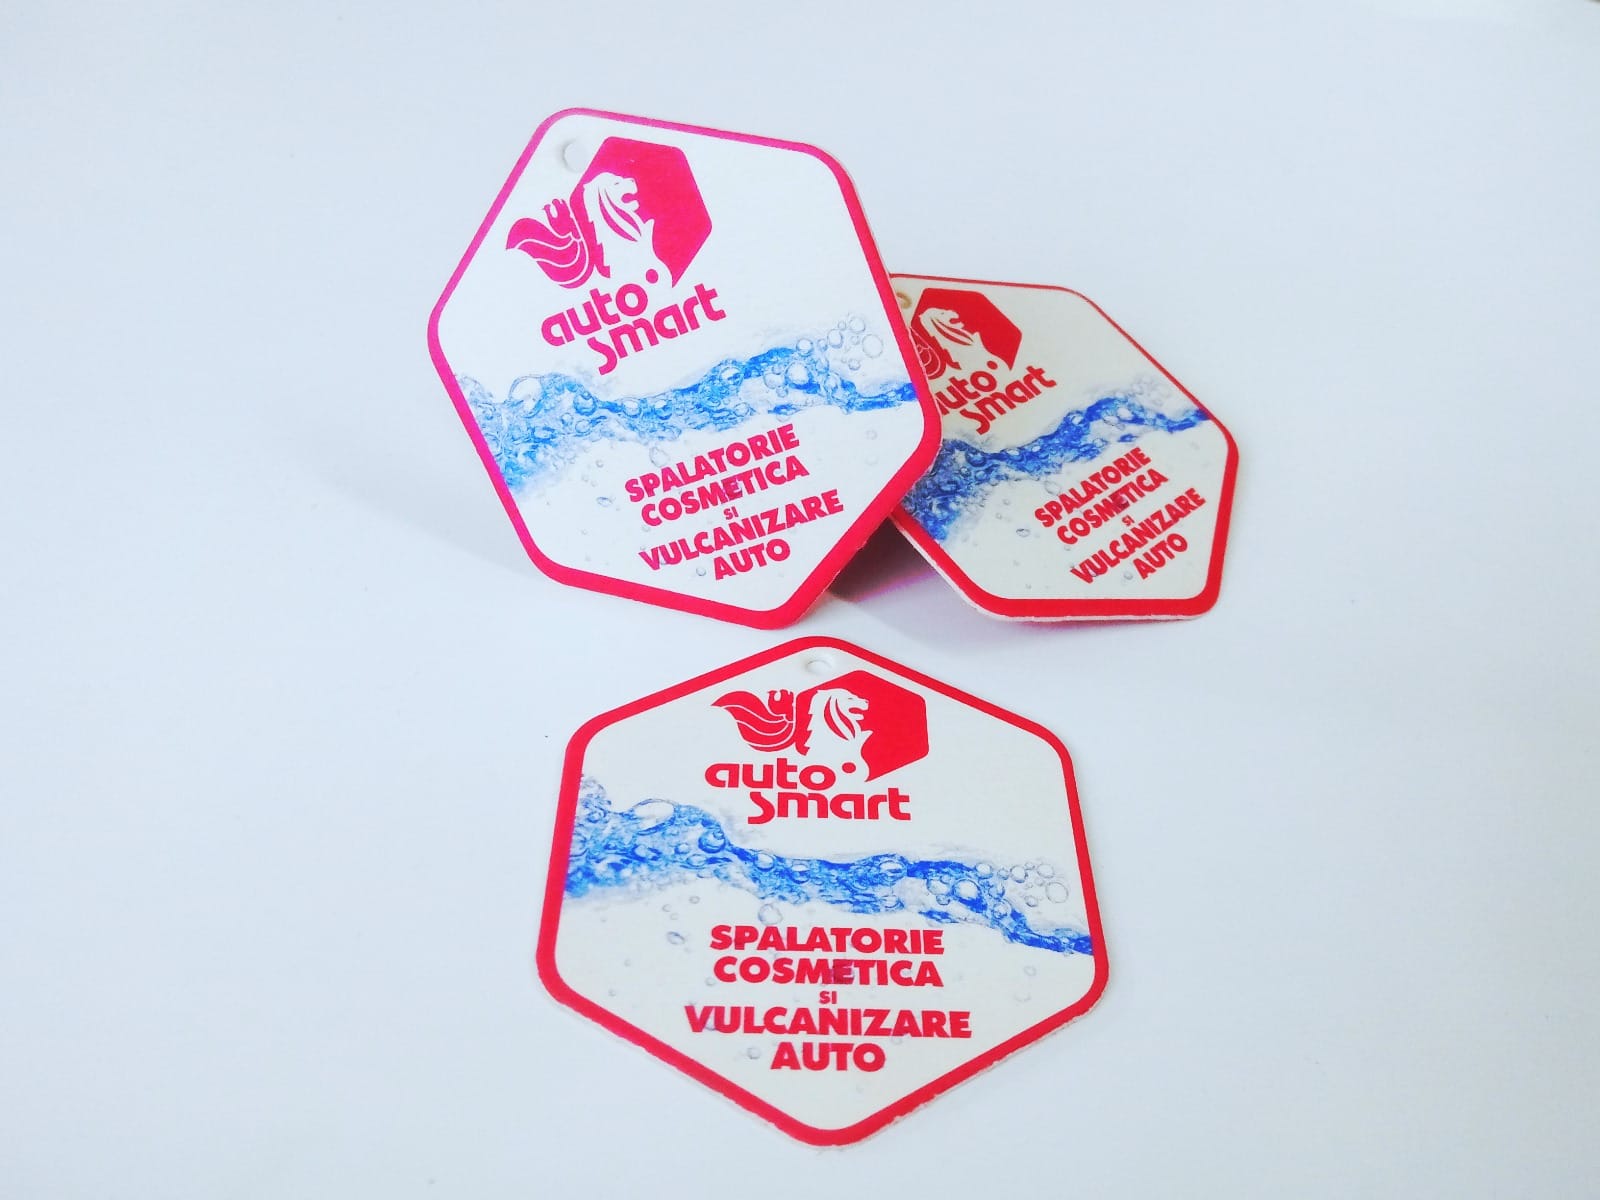 auto
smart
SPALATORIE
COSMETICA
SI
VULCANIZARE
AUTO
auto
smart
SPALATORIE
COSMETICA
SI
VULCANIZARE
AUTO
auto
smart
SPALATORIE
COSMETICA
SI
VULCANIZARE
AUTO